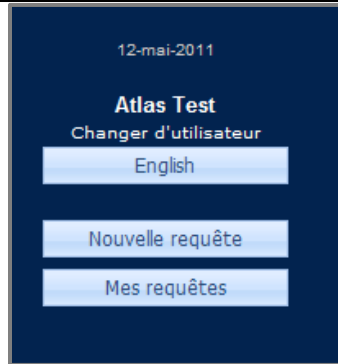 12-mai-2011
Atlas Test
Changer d'utilisateur
English
Nouvelle requête
Mes requêtes